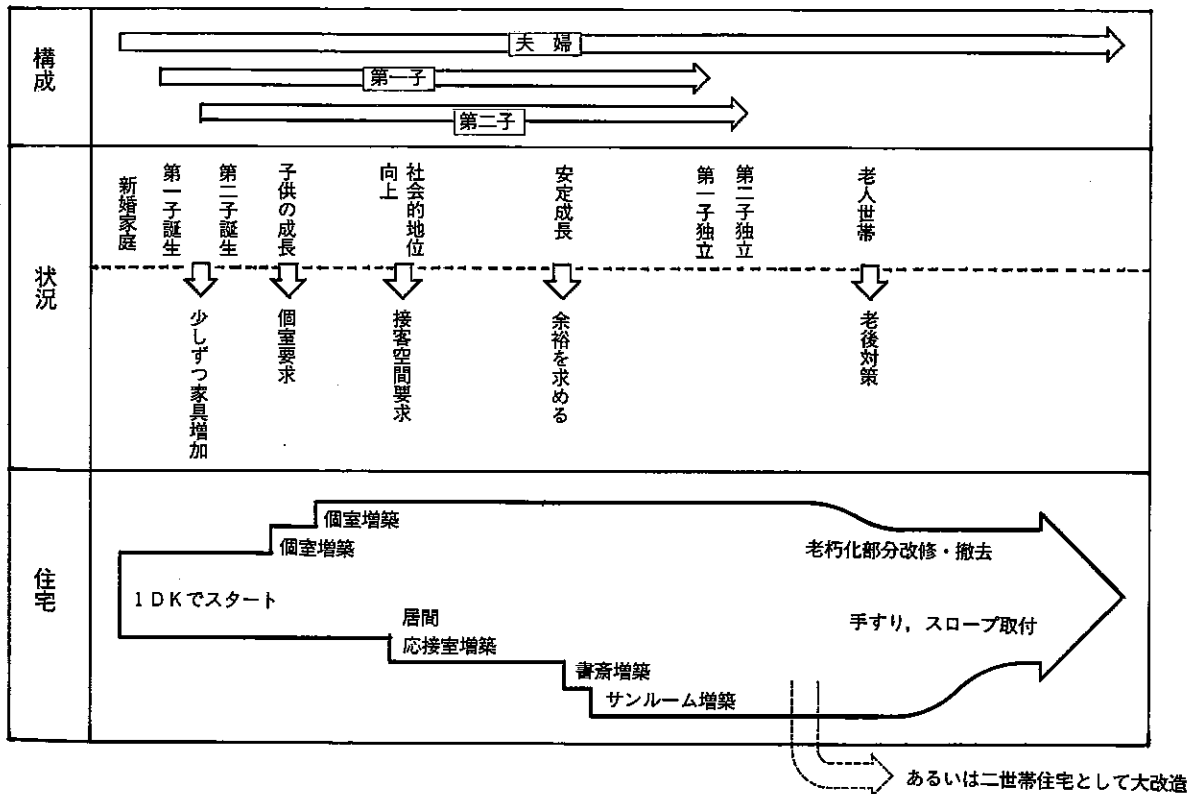 構成
夫婦
第一子
第二子
状況
新婚家庭
第一子誕生
第二子誕生
子供の成長
社会的地位
向上
安定成長
第一子独立
第二子独立
老人世帯
少しずつ家具増加
個室要求
接客空間要求
余裕を求める
老後対策
住宅
個室増築
個室増築
1DKでスタート
居間
応接室増築
書斎増築
サンルーム増築
老朽化部分改修・撤去
手すり，スロープ取付
あるいは二世帯住宅として大改造